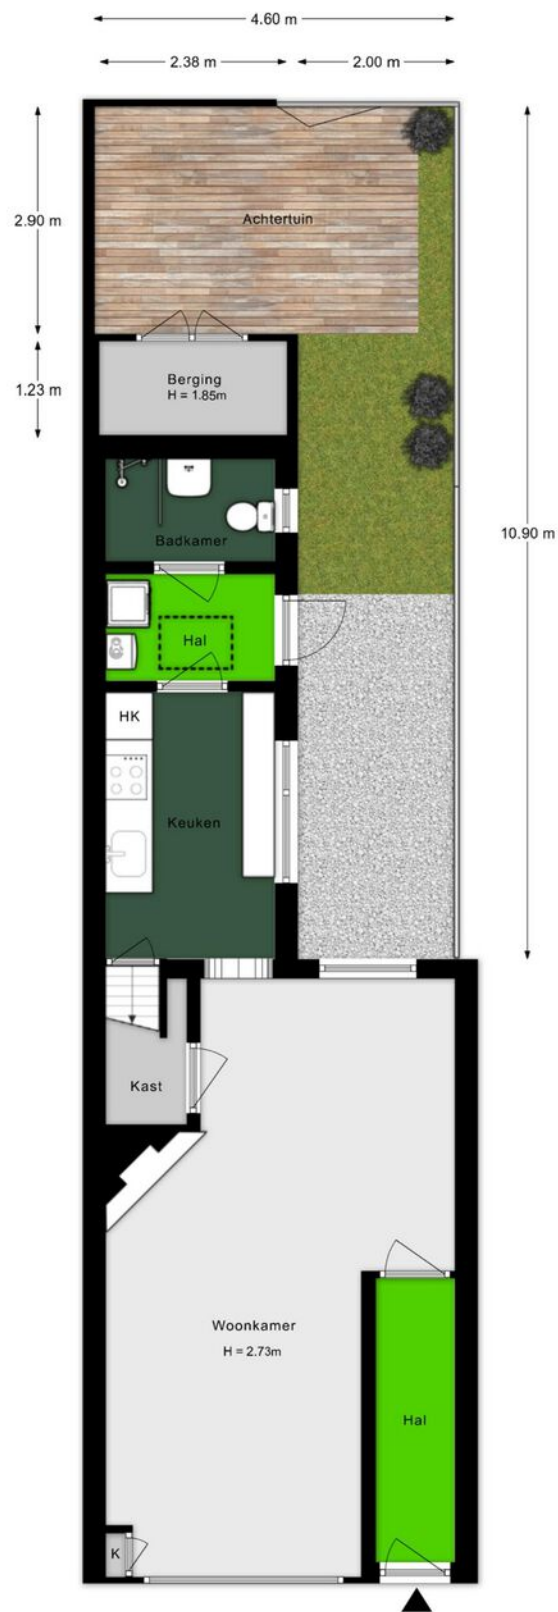 4.60 m
2.38 m
2.00 m
2.90 m
Achtertuin
1.23 m
Berging
H = 1.85m
10.90 m
Badkamer
Hal
HK
Keuken
Kast
Woonkamer
H = 2.73m
Hal
K